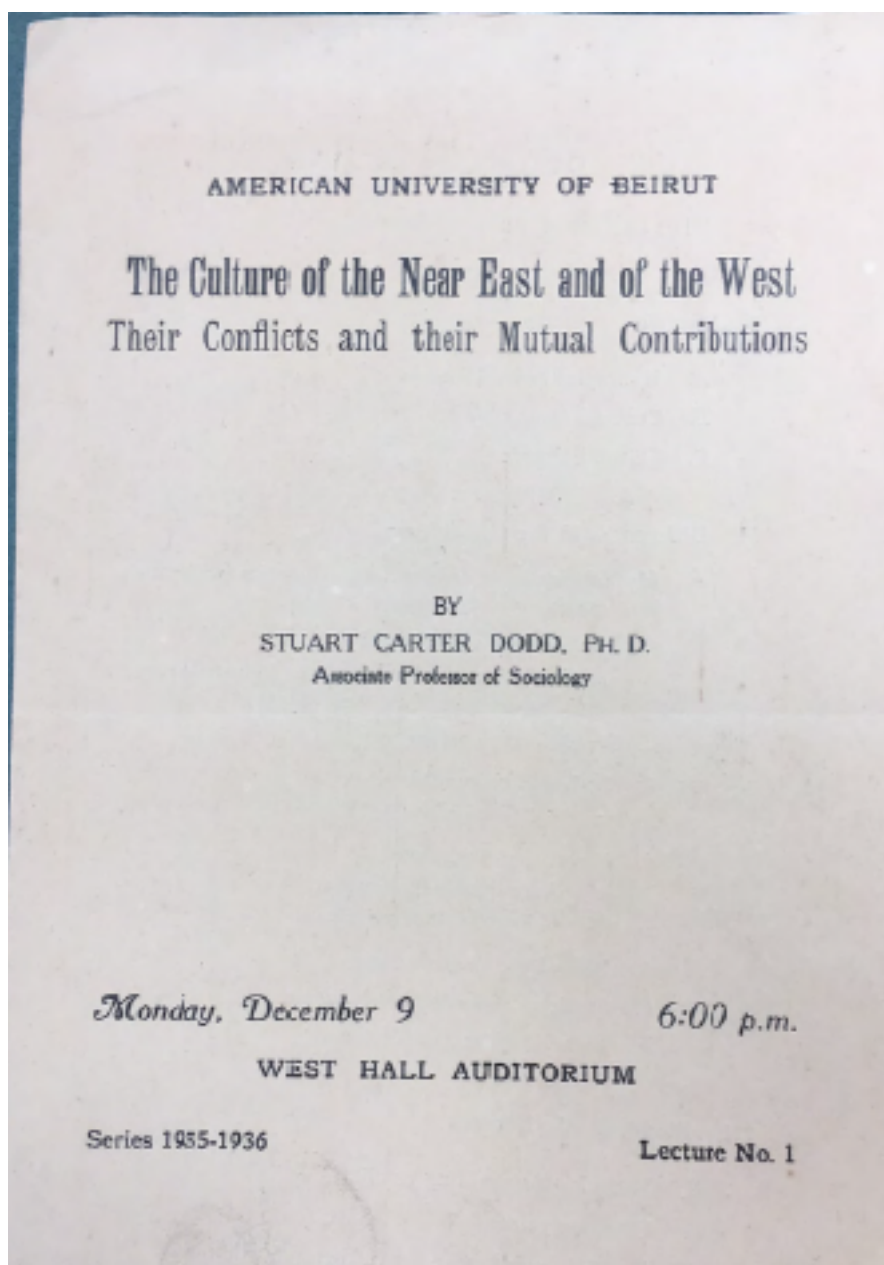 AMERICAN UNIVERSITY OF BEIRUT
The Culture of the Near East and of the West
Their Conflicts and their Mutual Contributions
BY
STUART CARTER DODD, PH. D.
Associate Professor of Sociology
Monday, December 9 6:00 p.m.
WEST HALL AUDITORIUM
Series 1935-1936 Lecture No. 1